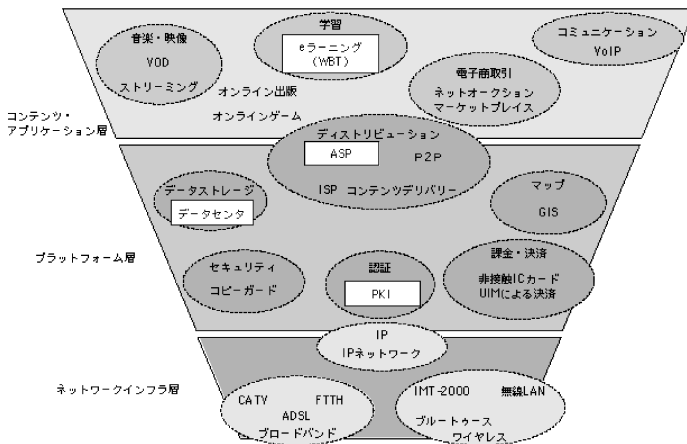 学習
音楽・映像
eラーニング
(WBT)
コミュニケーション
VoIP
VOD
ストリーミング
電子商取引
ネットオークション
マーケットプレイス
オンライン出版
オンラインゲーム
コンテンツ・
アプリケーション層
ディストリビューション
ASP
P2P
ISP コンテンツデリバリー
データストレージ
データセンタ
マップ
GIS
プラットフォーム層
セキュリティ
コピーガード
認証
PKI
課金・決済
非接触ICカード
UIMによる決済
IP
IPネットワーク
ネットワークインフラ層
CATV FTTH
ADSL
ブロードバンド
IMT-2000 無線LAN
ブルートゥース
ワイヤレス